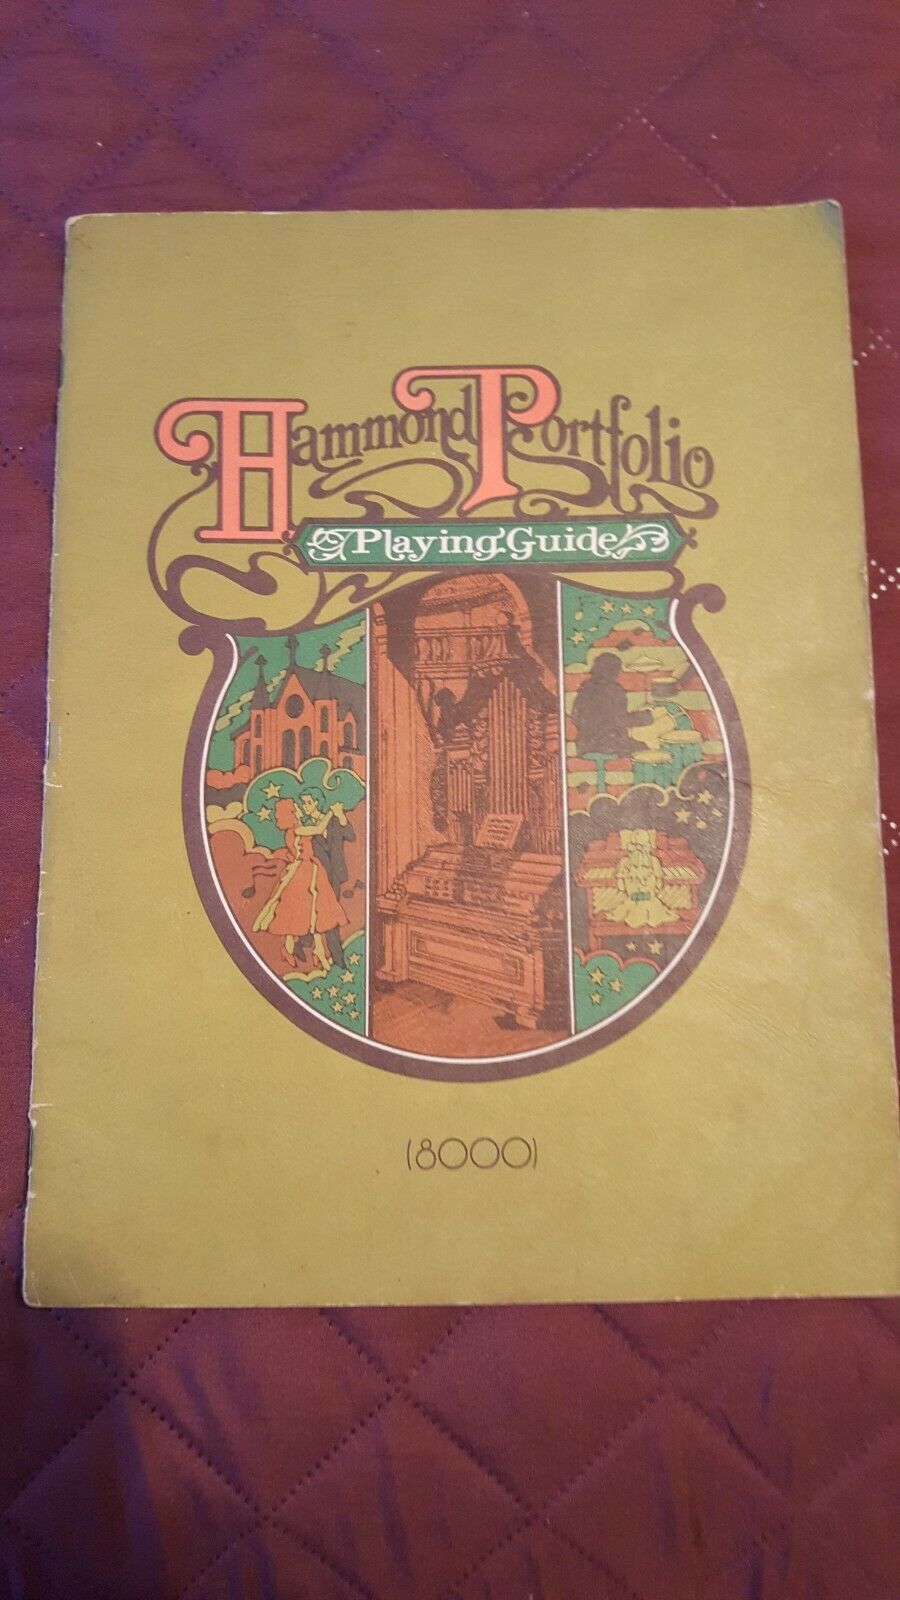 Hammond Portfolio
Playing Guide
(8000)